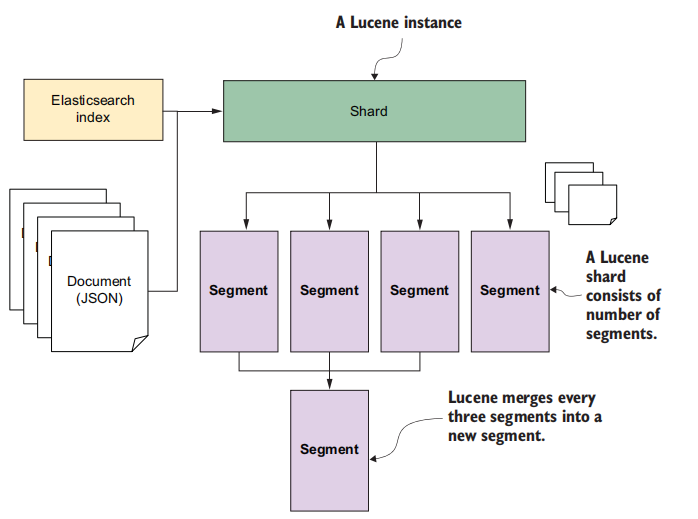 A Lucene instance
Elasticsearch
index
Shard
Document
(JSON)
Segment
Segment
Segment
Segment
A Lucene
shard
consists of
number of
segments.
Lucene merges every
three segments into a
new segment.
Segment